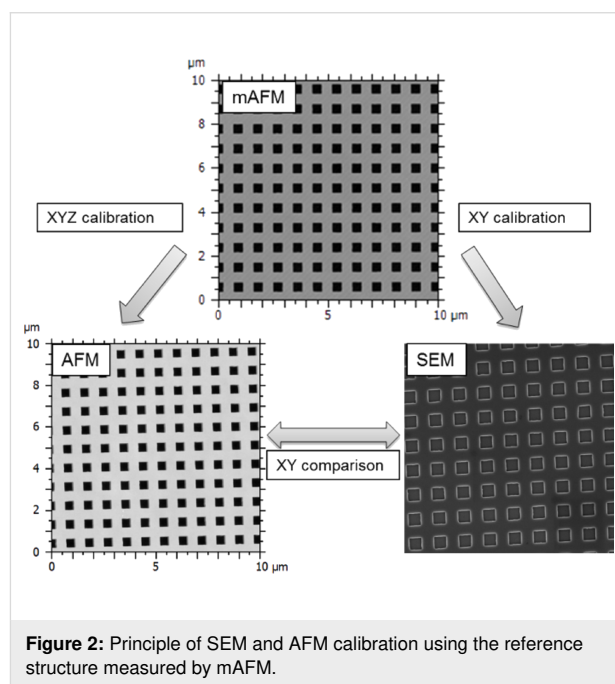 µm
10
mAFM
8
6
4
2
0
0 5 10 µm
XYZ calibration
XY calibration
µm
10
AFM
8
6
4
2
0
0 5 10 µm
SEM
XY comparison
Figure 2: Principle of SEM and AFM calibration using the reference
structure measured by mAFM.